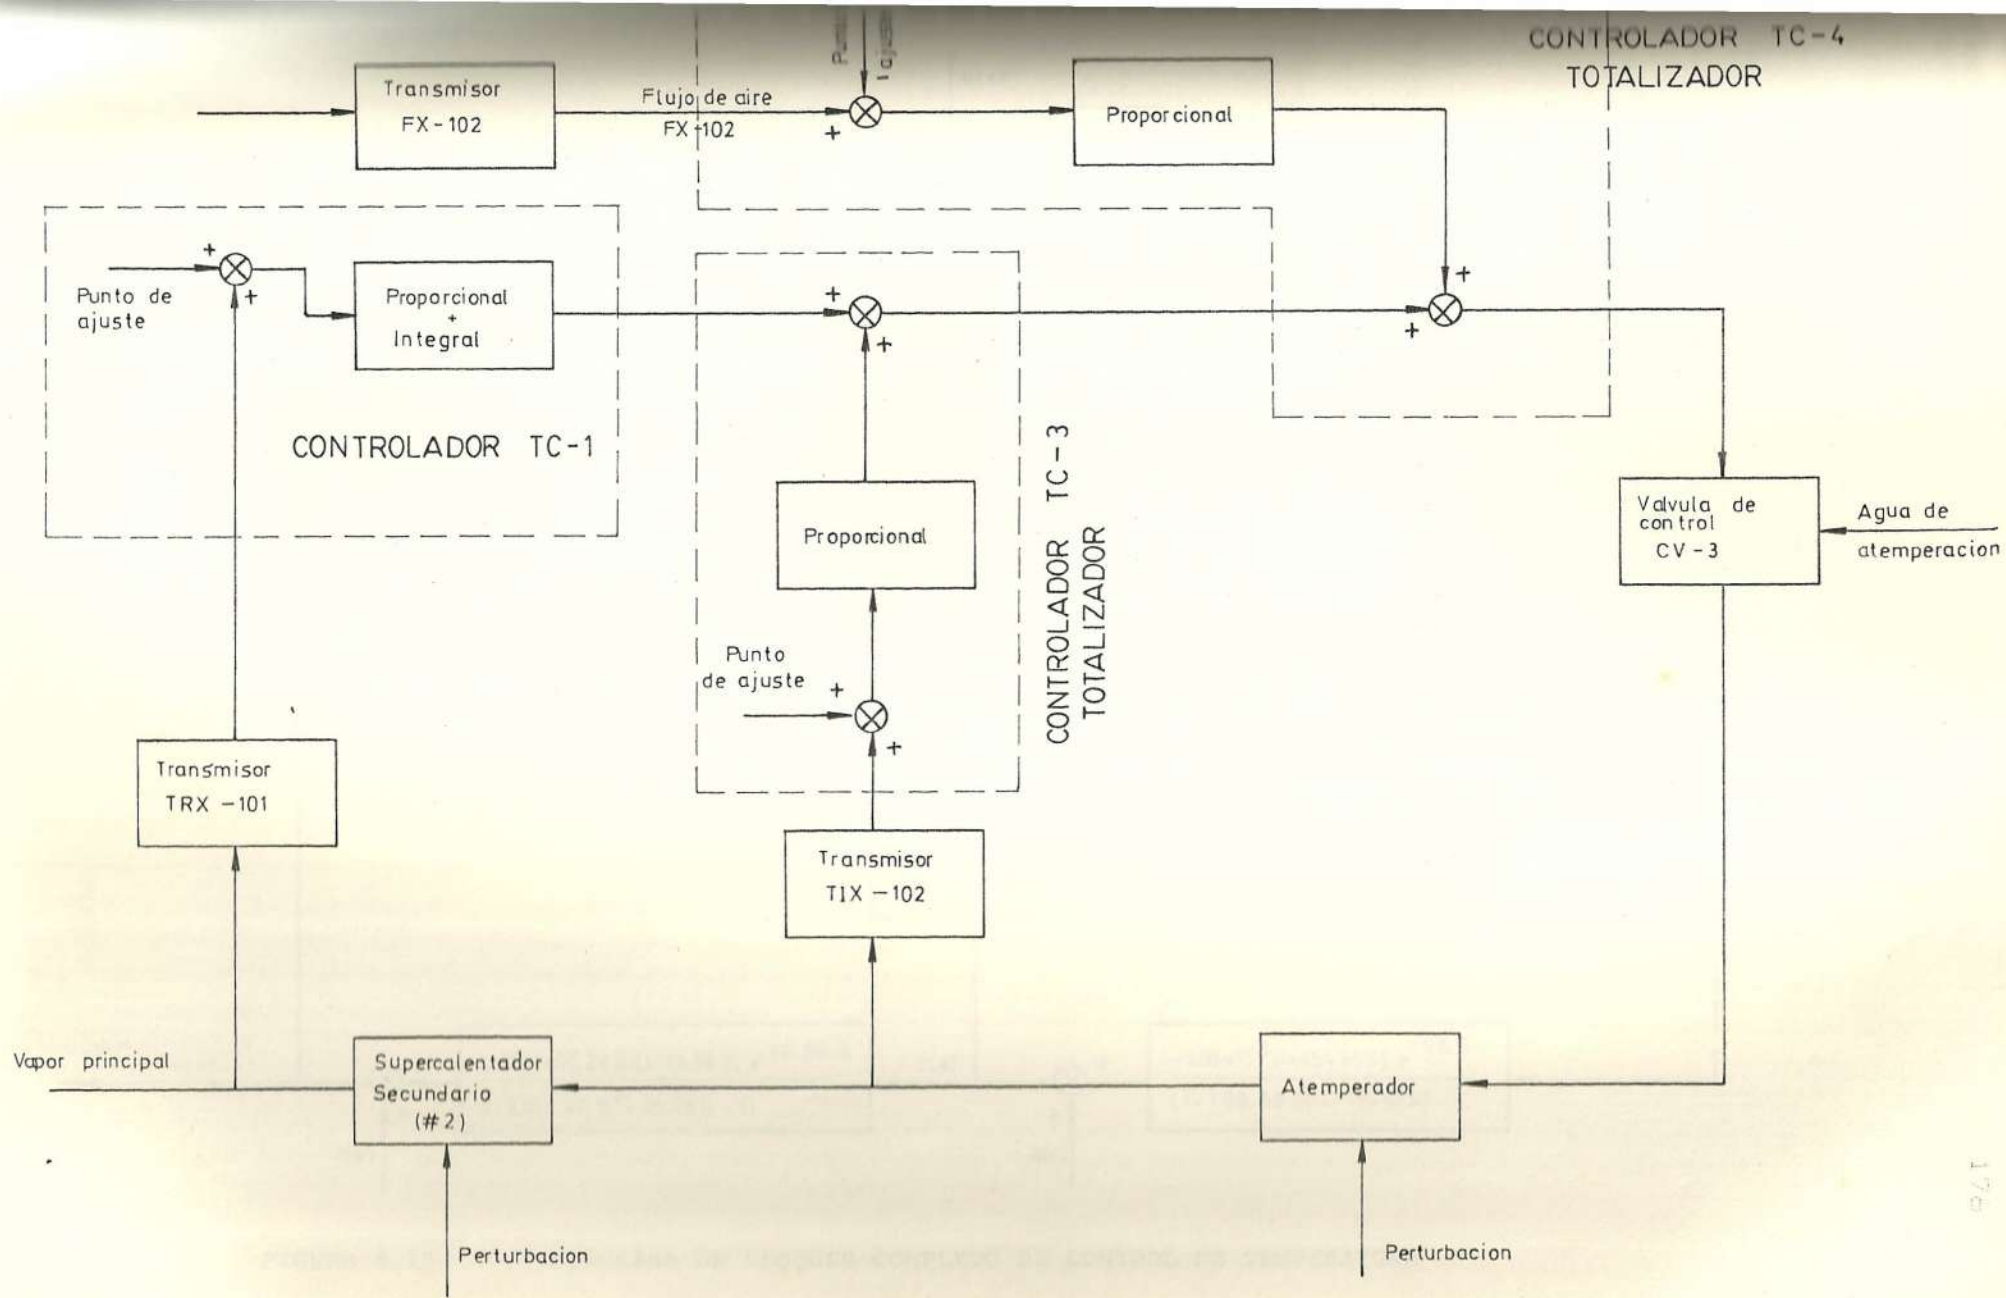 CONTROLADOR TC-4
TOTALIZADOR
Transmisor
FX-102
Flujo de aire
FX-102
+
Proporcional
+
+
Punto de
ajuste
+
+
Proporcional
+
Integral
CONTROLADOR TC-1
+
+
Proporcional
Punto
de ajuste
+
+
CONTROLADOR TC-3
TOTALIZADOR
Valvula de
control
CV-3
Agua de
atemperacion
Transmisor
TRX-101
Transmisor
TIX-102
Vapor principal
Supercalentador
Secundario
(#2)
Atemperador
Perturbacion
Perturbacion